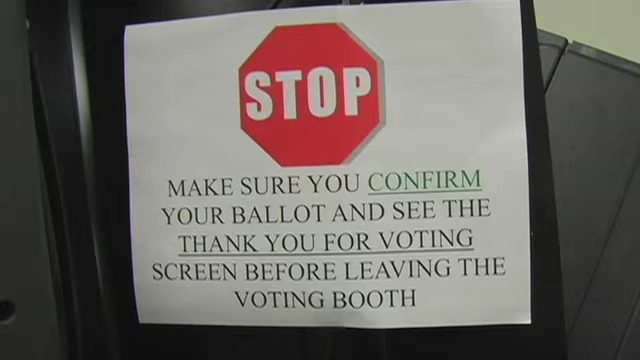 STOP
MAKE SURE YOU CONFIRM
YOUR BALLOT AND SEE THE
THANK YOU FOR VOTING
SCREEN BEFORE LEAVING THE
VOTING BOOTH